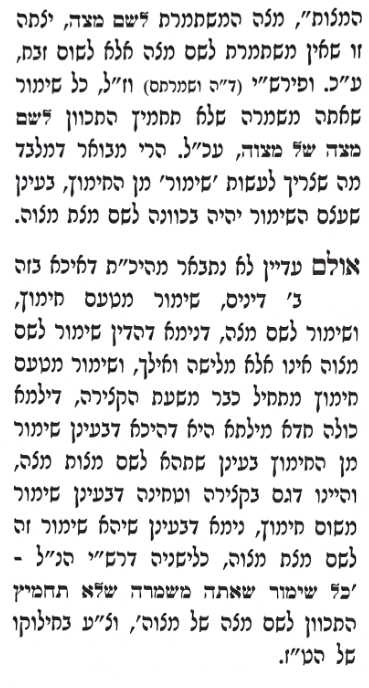 המצות", מצה המשתמרת לשם מצה, יצתה
זו שאין משתמרת לשם מצה אלא לשום זבח,
ע"כ. ופירש"י (ד"ה ושמרתם) וז"ל, כל שימור
שאתה משמרה שלא תחמיץ התכוון לשם
מצה של מצוה, עכ"ל. הרי מבואר דמלבד
מה שצריך לעשות 'שימור' מן החימוץ, בעינן
שעצם השימור יהיה בכוונה לשם מצת מצוה.
אולם עדיין לא נתבאר מהיכ"ת דאיכא בזה
ב' דינים, שימור מטעם חימוץ,
ושימור לשם מצה, דנימא דהדין שימור לשם
מצוה אינו אלא מלישה ואילך, ושימור מטעם
חימוץ מתחיל כבר משעת הקצירה, דילמא
כולה חדא מילתא היא דהיכא דבעינן שימור
מן החימוץ בעינן שתהא לשם מצות מצה,
והיינו דגם בקצירה וטחינה דבעינן שימור
משום חימוץ, נימא דבעינן שיהא שימור זה
לשם מצת מצוה, כלישניה דרש"י הנ"ל -
'כל שימור שאתה משמרה שלא תחמיץ
התכוון לשם מצה של מצוה', וצ"ע בחילוקו
של הט"ז.